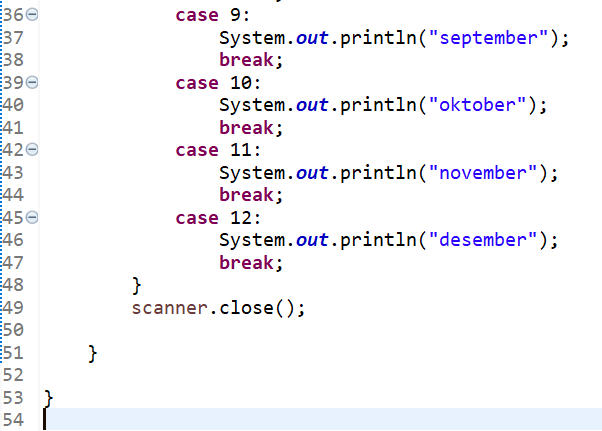 36 case 9:
37 System.out.println("september");
38 break;
39 case 10:
40 System.out.println("oktober");
41 break;
42 case 11:
43 System.out.println("november");
44 break;
45 case 12:
46 System.out.println("desember");
47 break;
48 }
49 scanner.close();
50
51 }
52
53 }
54